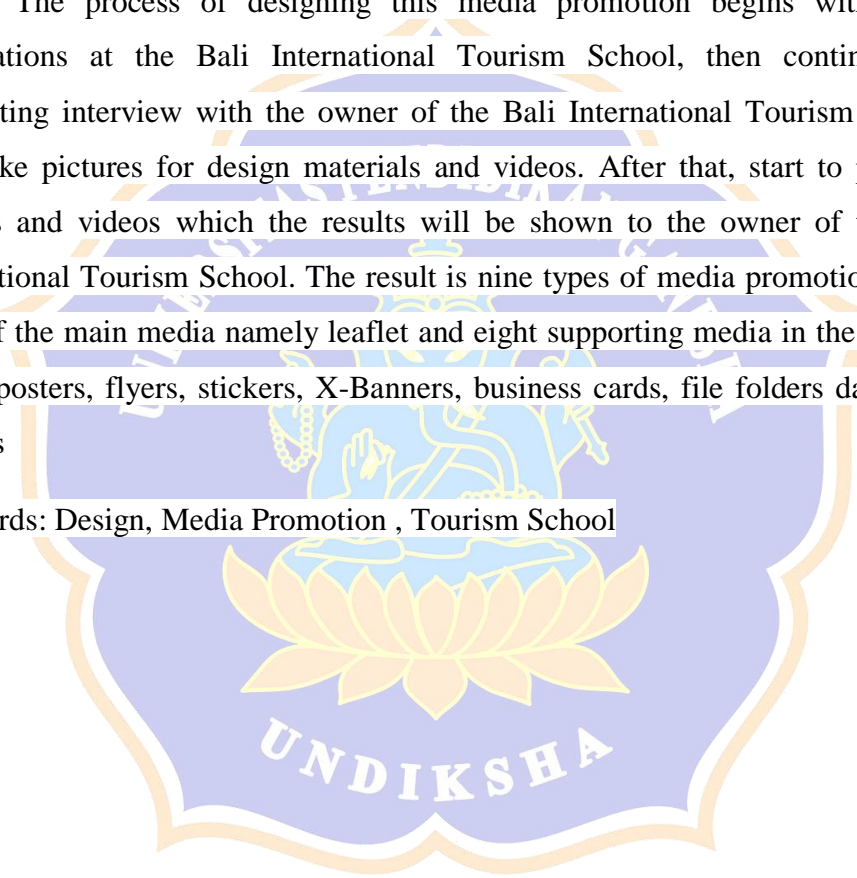 The process of designing this media promotion begins with
ations at the Bali International Tourism School, then contin
ting interview with the owner of the Bali International Tourism
ke pictures for design materials and videos. After that, start to
s and videos which the results will be shown to the owner of
tional Tourism School. The result is nine types of media promotio
f the main media namely leaflet and eight supporting media in the
posters, flyers, stickers, X-Banners, business cards, file folders da
s
rds: Design, Media Promotion , Tourism School
UNDIKSHA